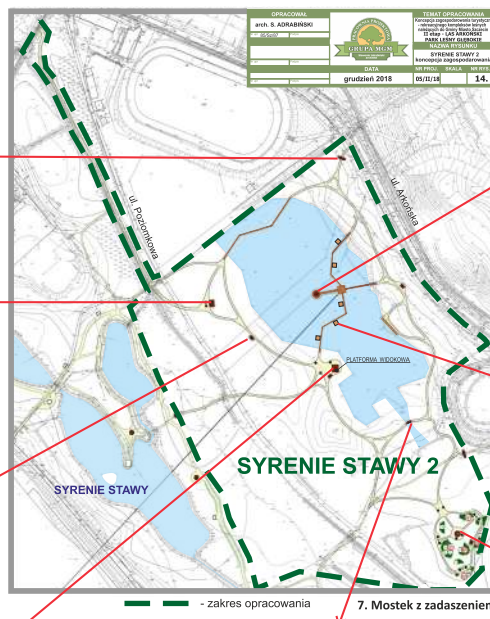 OPRACOWAŁ
arch. S. ADRABIŃSKI
GRUPA MGM
DATA
grudzień 2018
TEMAT OPRACOWANIA
Koncepcja zagospodarowania turystycznego
- rekreacyjnego kompleksów leśnych
należących do Gminy Miasto Szczecin
II etap - LAS ARKOŃSKI
PARK LEŚNY GŁĘBOKIE
NAZWA RYSUNKU
SYRENIE STAWY 2
koncepcja zagospodarowania
NR PROJ. SKALA NR RYS.
05/II/18 14.
ul. Poziomkowa
ul. Arkońska
PLATFORMA WIDOKOWA
SYRENIE STAWY 2
SYRENIE STAWY
- zakres opracowania
7. Mostek z zadaszeniem